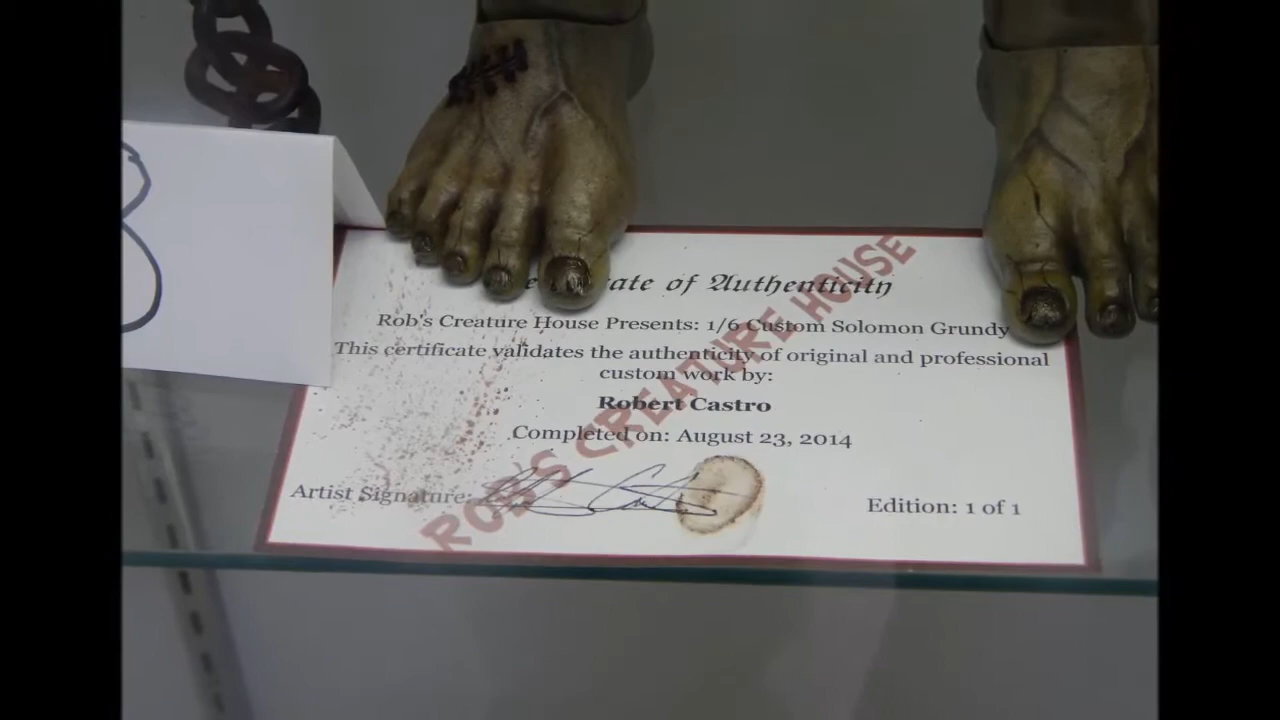 of Authenticity
Rob's Creature House Presents: 1/6 Custom Solomon Grundy
This certificate validates the authenticity of original and professional
custom work by:
Robert Castro
Completed on: August 23, 2014
Artist Signature:
Edition: 1 of 1
ROB'S CREATURE HOUSE